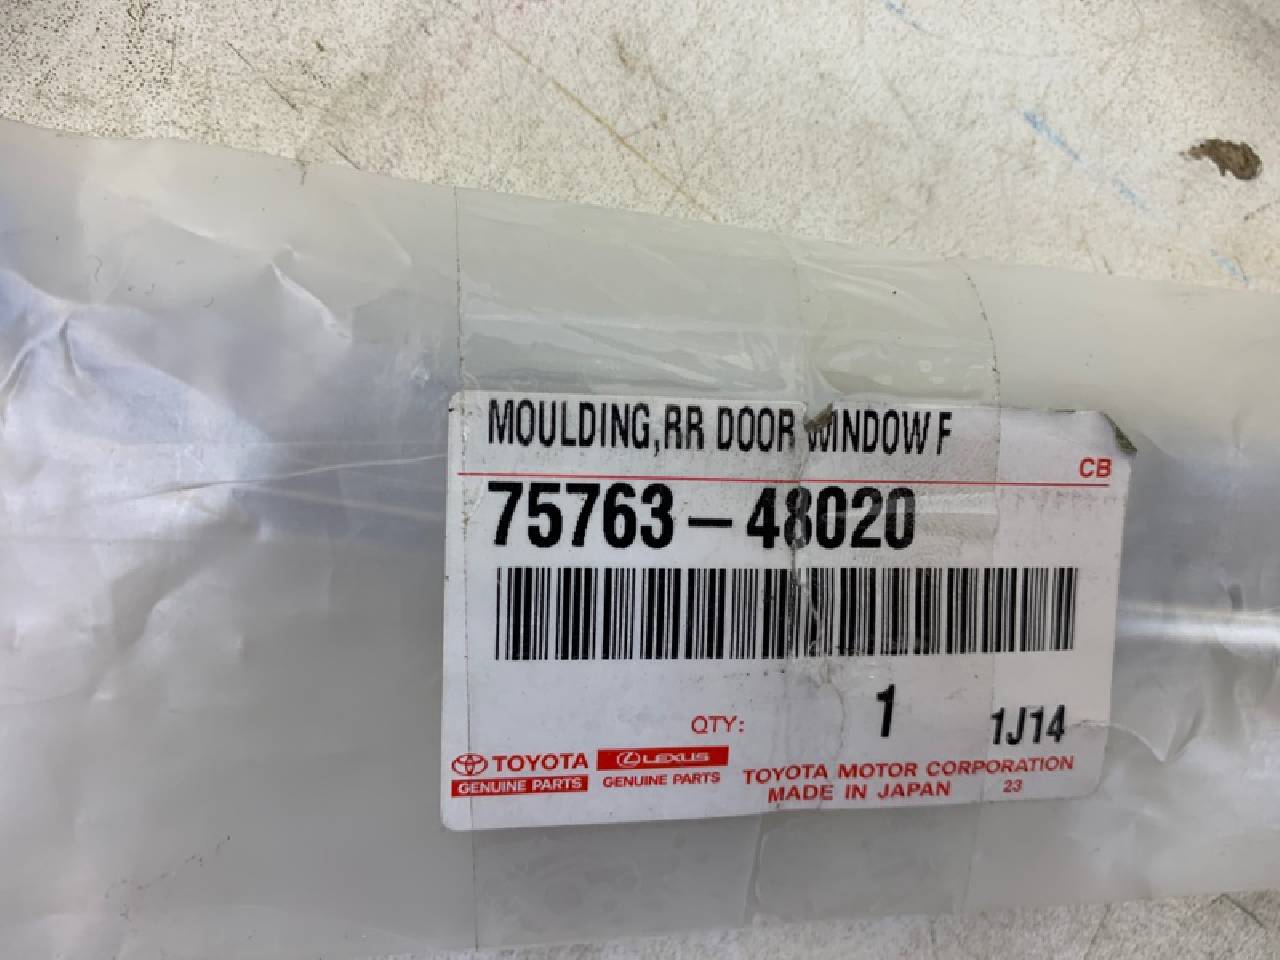 MOULDING,RR DOOR WINDOW F
CB
75763-48020
QTY: 1 1J14
TOYOTA LEXUS
GENUINE PARTS GENUINE PARTS
TOYOTA MOTOR CORPORATION
MADE IN JAPAN 23